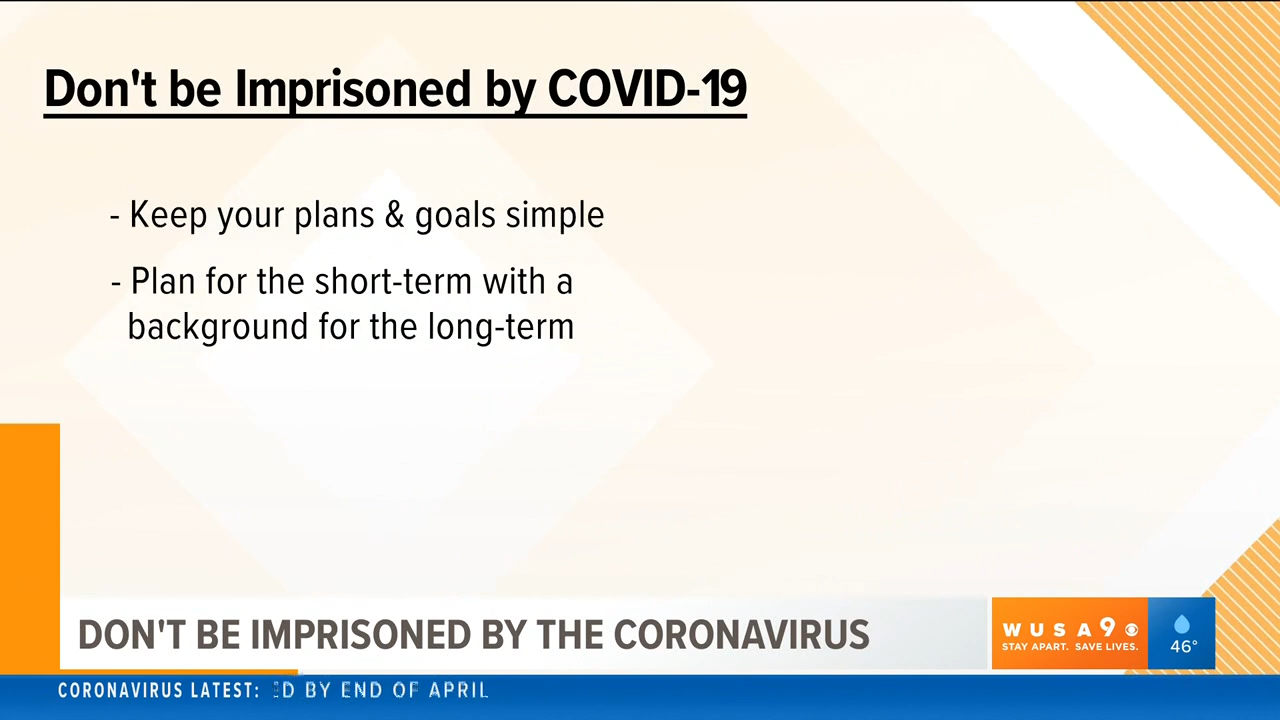 Don't be Imprisoned by COVID-19
- Keep your plans & goals simple
- Plan for the short-term with a
background for the long-term
DON'T BE IMPRISONED BY THE CORONAVIRUS
WUSA9
STAY APART. SAVE LIVES.
46°
CORONAVIRUS LATEST: BY END OF APRIL